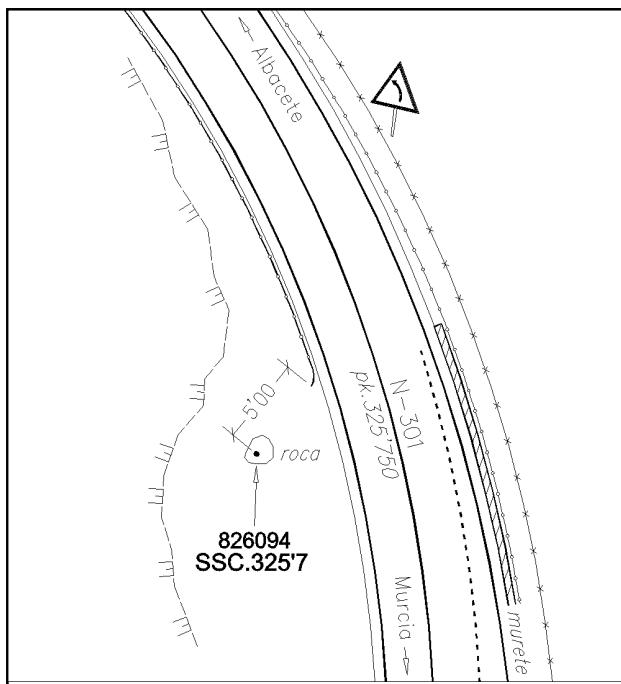 Albacete
N-301
pk.325'750
5'00
roca
826094
SSC.325'7
Murcia
murete